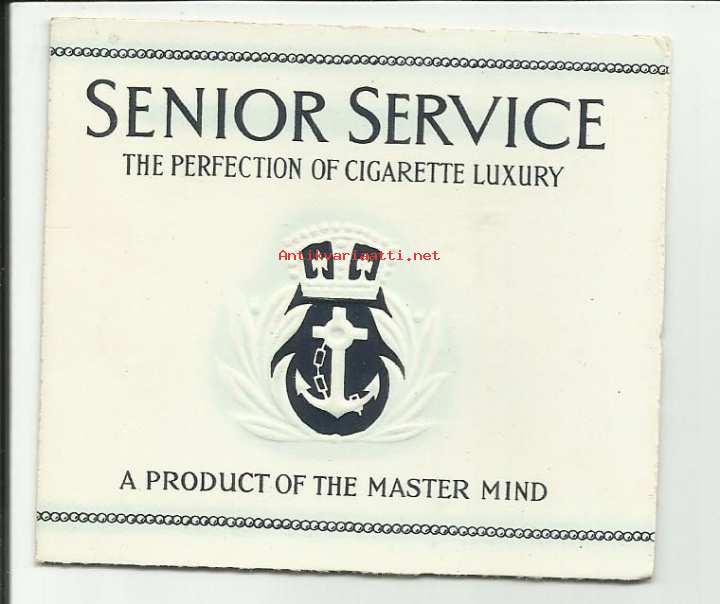 SENIOR SERVICE
THE PERFECTION OF CIGARETTE LUXURY
Antikvariaatti.net
A PRODUCT OF THE MASTER MIND